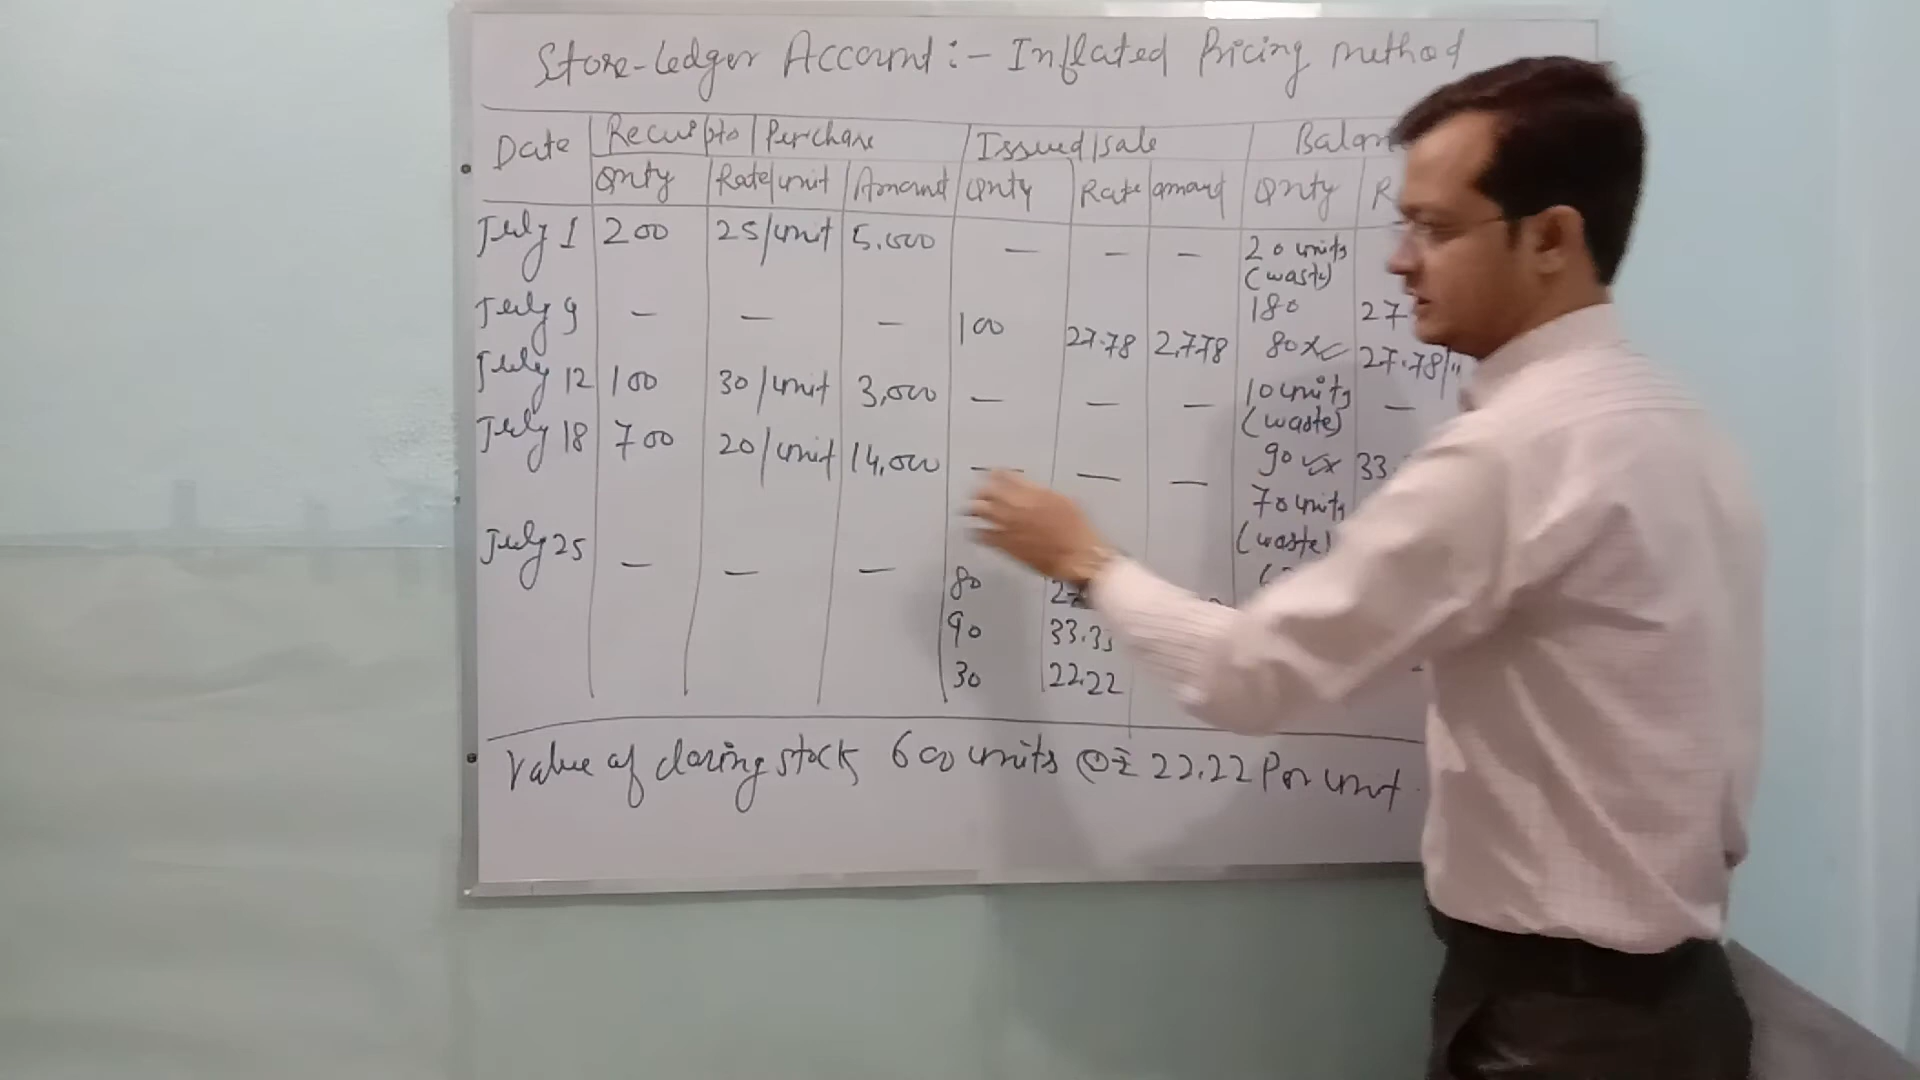 Store-Ledger Account:- Inflated Pricing method
Date Receipts/Purchase Issued/sale
Qnty Rate/unit Amount Qnty Rate amount Qnty
July 1 200 25/unit 5,000 — — — 20 units
(waste)
180
July 9 — — — 100 27.78 2,778 80 27.78/"
July 12 100 30/unit 3,000 — — — 10 units —
(waste)
90
July 18 700 20/unit 14,000 — — — 70 units
(waste)
July 25 — — — 80
90 33.33
30 22.22
Value of closing stock 600 units @ ₹ 22.22 Per unit